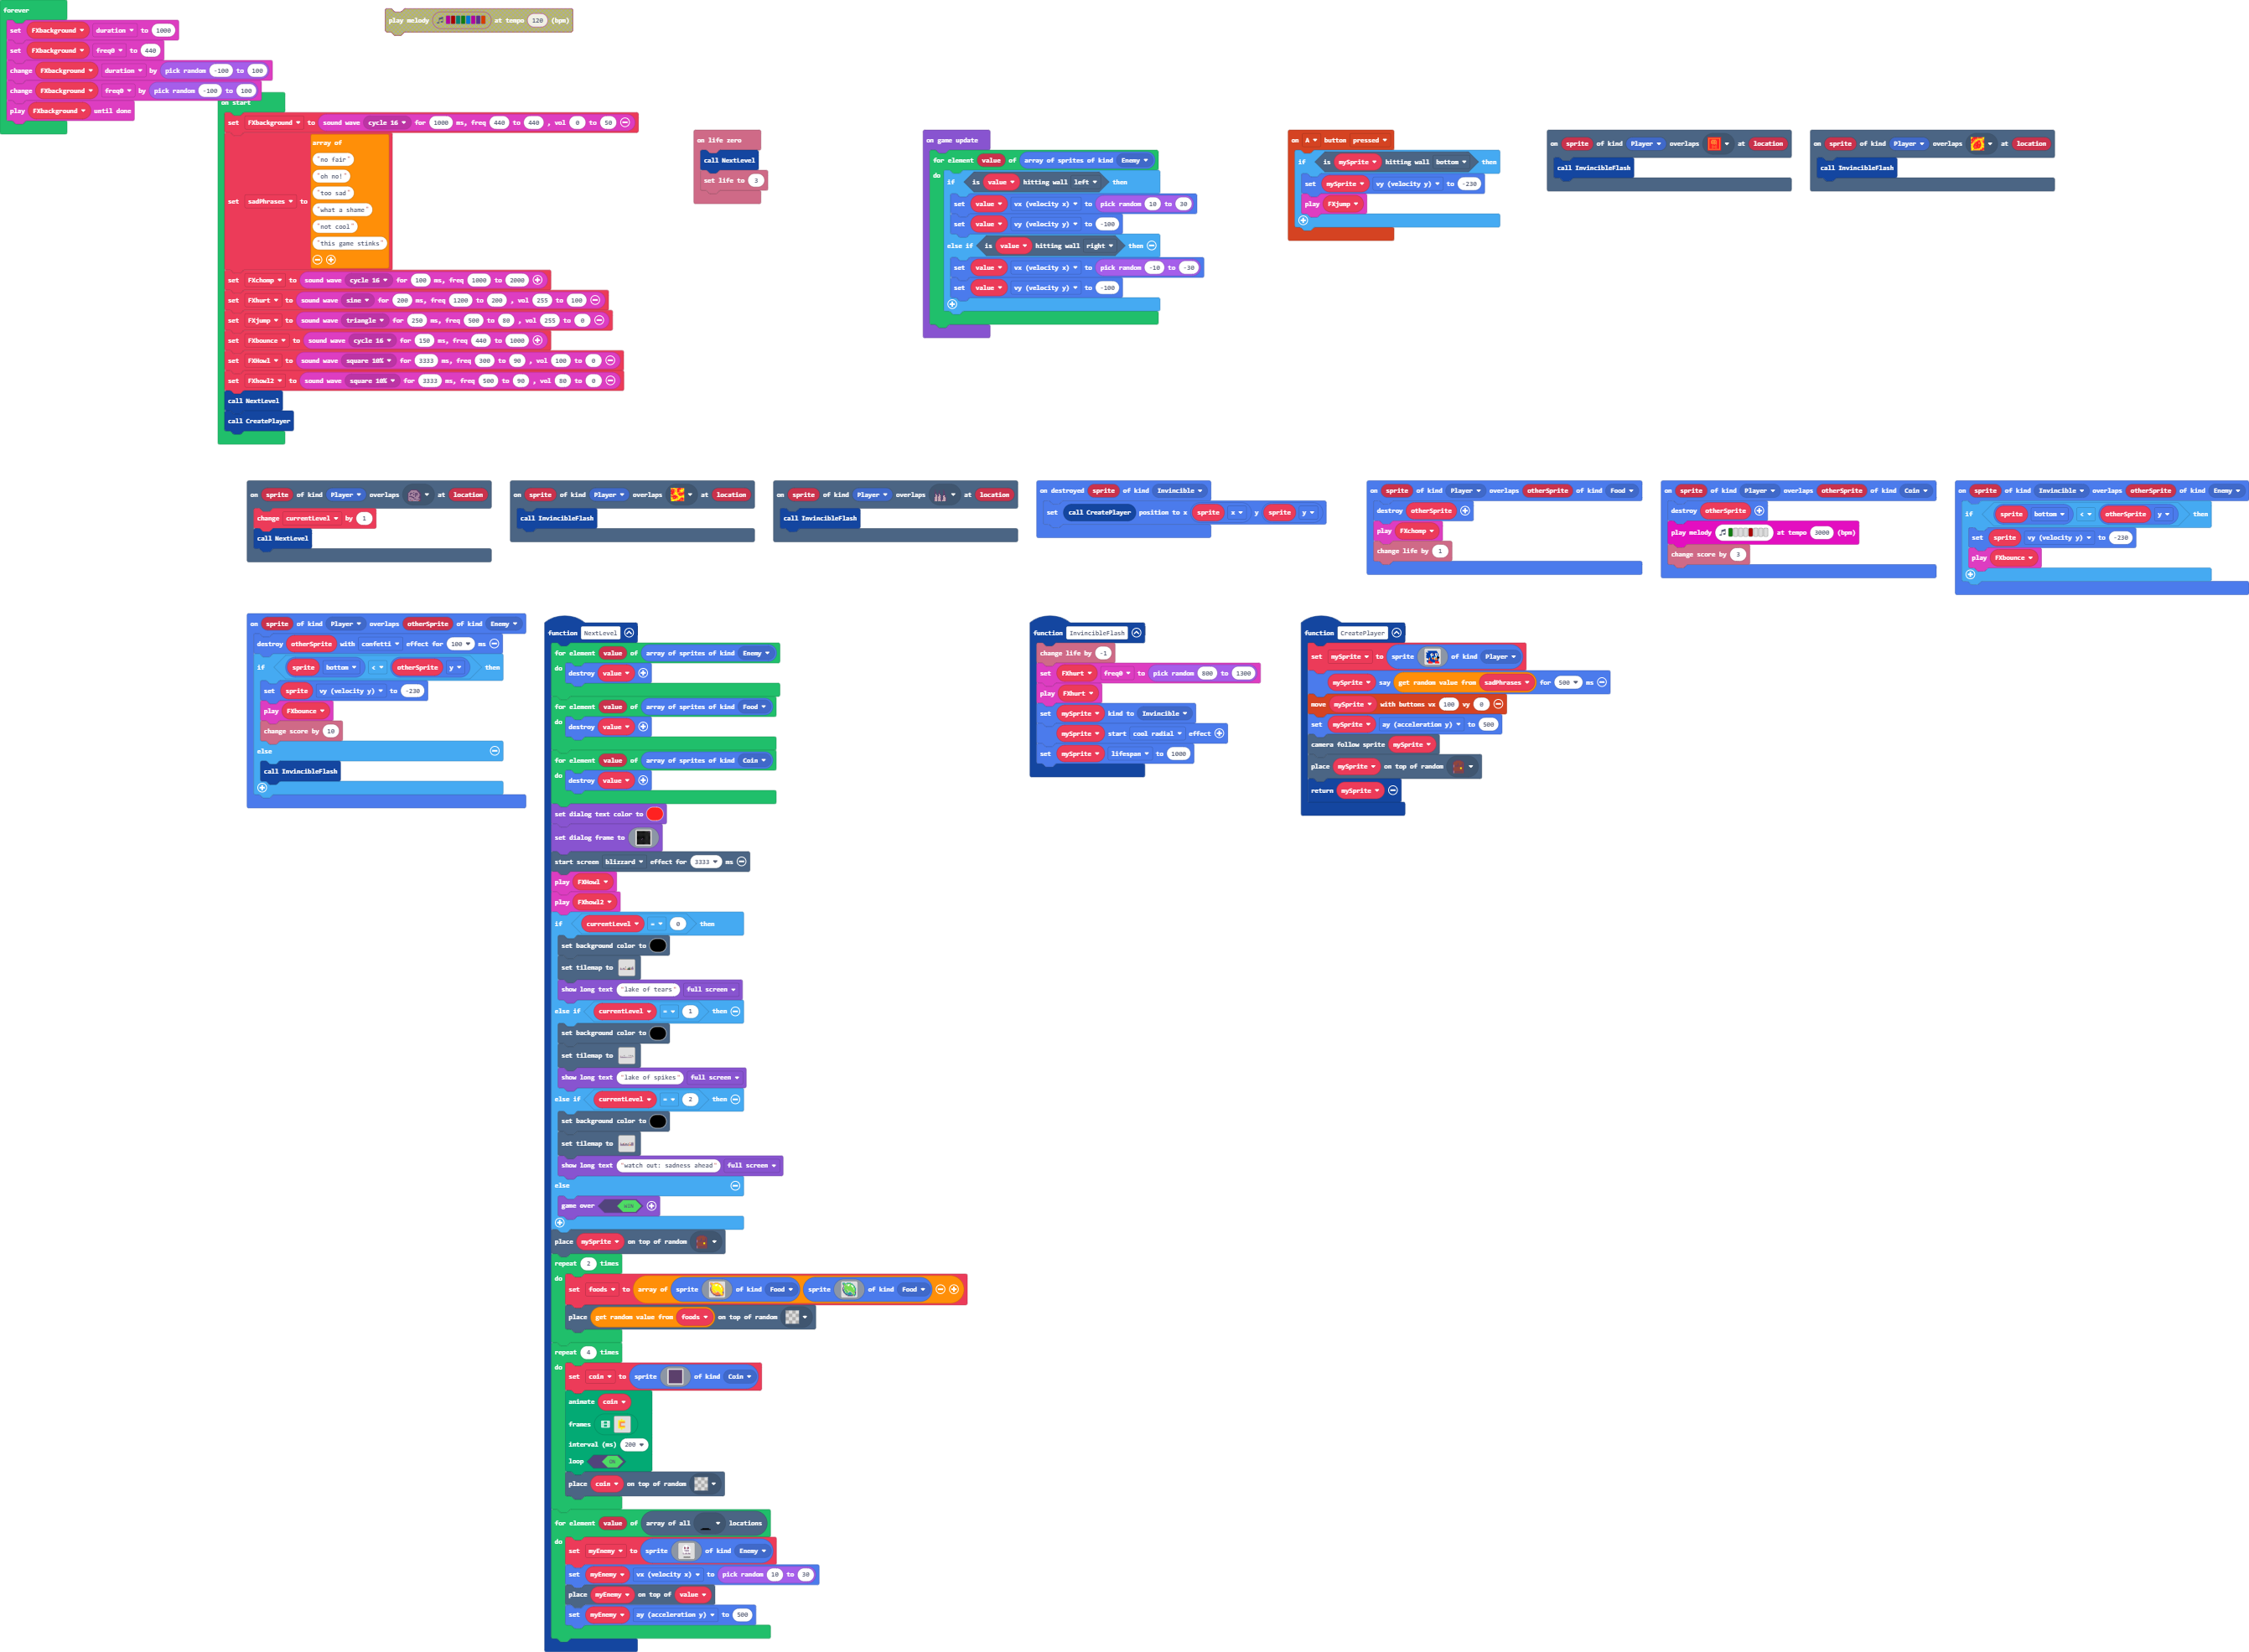 forever
set FXbackground duration to 1000
set FXbackground freq0 to 440
change FXbackground duration by pick random -100 to 100
change FXbackground freq0 by pick random -100 to 100
play FXbackground until done
play melody at tempo 120 (bpm)
on start
set FXbackground to sound wave cycle 16 for 1000 ms, freq 440 to 440 , vol 0 to 50
set sadPhrases to
array of
"no fair"
"oh no!"
"too sad"
"what a shame"
"not cool"
"this game stinks"
set FXchomp to sound wave cycle 16 for 100 ms, freq 1000 to 2000
set FXhurt to sound wave sine for 200 ms, freq 1200 to 200 , vol 255 to 100
set FXjump to sound wave triangle for 250 ms, freq 500 to 80 , vol 255 to 0
set FXbounce to sound wave cycle 16 for 150 ms, freq 440 to 1000
set FXHowl to sound wave square 10% for 3333 ms, freq 300 to 90 , vol 100 to 0
set FXhowl2 to sound wave square 10% for 3333 ms, freq 500 to 90 , vol 80 to 0
call NextLevel
call CreatePlayer
on life zero
call NextLevel
set life to 3
on game update
for element value of array of sprites of kind Enemy
do
if is value hitting wall left then
set value vx (velocity x) to pick random 10 to 30
set value vy (velocity y) to -100
else if is value hitting wall right then
set value vx (velocity x) to pick random -10 to -30
set value vy (velocity y) to -100
on A button pressed
if is mySprite hitting wall bottom then
set mySprite vy (velocity y) to -230
play FXjump
on sprite of kind Player overlaps at location
call InvincibleFlash
on sprite of kind Player overlaps at location
call InvincibleFlash
on sprite of kind Player overlaps at location
change currentLevel by 1
call NextLevel
on sprite of kind Player overlaps at location
call InvincibleFlash
on sprite of kind Player overlaps at location
call InvincibleFlash
on destroyed sprite of kind Invincible
set call CreatePlayer position to x sprite x y sprite y
on sprite of kind Player overlaps otherSprite of kind Food
destroy otherSprite
play FXchomp
change life by 1
on sprite of kind Player overlaps otherSprite of kind Coin
destroy otherSprite
play melody at tempo 3000 (bpm)
change score by 3
on sprite of kind Invincible overlaps otherSprite of kind Enemy
if sprite bottom < otherSprite y then
set sprite vy (velocity y) to -230
play FXbounce
on sprite of kind Player overlaps otherSprite of kind Enemy
destroy otherSprite with confetti effect for 100 ms
if sprite bottom < otherSprite y then
set sprite vy (velocity y) to -230
play FXbounce
change score by 10
else
call InvincibleFlash
function NextLevel
for element value of array of sprites of kind Enemy
do destroy value
for element value of array of sprites of kind Food
do destroy value
for element value of array of sprites of kind Coin
do destroy value
set dialog text color to
set dialog frame to
start screen blizzard effect for 3333 ms
play FXHowl
play FXhowl2
if currentLevel = 0 then
set background color to
set tilemap to
show long text "lake of tears" full screen
else if currentLevel = 1 then
set background color to
set tilemap to
show long text "lake of spikes" full screen
else if currentLevel = 2 then
set background color to
set tilemap to
show long text "watch out: sadness ahead" full screen
else
game over WIN
place mySprite on top of random
repeat 2 times
do
set foods to array of sprite of kind Food sprite of kind Food
place get random value from foods on top of random
repeat 4 times
do
set coin to sprite of kind Coin
animate coin
frames
interval (ms) 200
loop ON
place coin on top of random
for element value of array of all locations
do
set myEnemy to sprite of kind Enemy
set myEnemy vx (velocity x) to pick random 10 to 30
place myEnemy on top of value
set myEnemy ay (acceleration y) to 500
function InvincibleFlash
change life by -1
set FXhurt freq0 to pick random 800 to 1300
play FXhurt
set mySprite kind to Invincible
mySprite start cool radial effect
set mySprite lifespan to 1000
function CreatePlayer
set mySprite to sprite of kind Player
mySprite say get random value from sadPhrases for 500 ms
move mySprite with buttons vx 100 vy 0
set mySprite ay (acceleration y) to 500
camera follow sprite mySprite
place mySprite on top of random
return mySprite